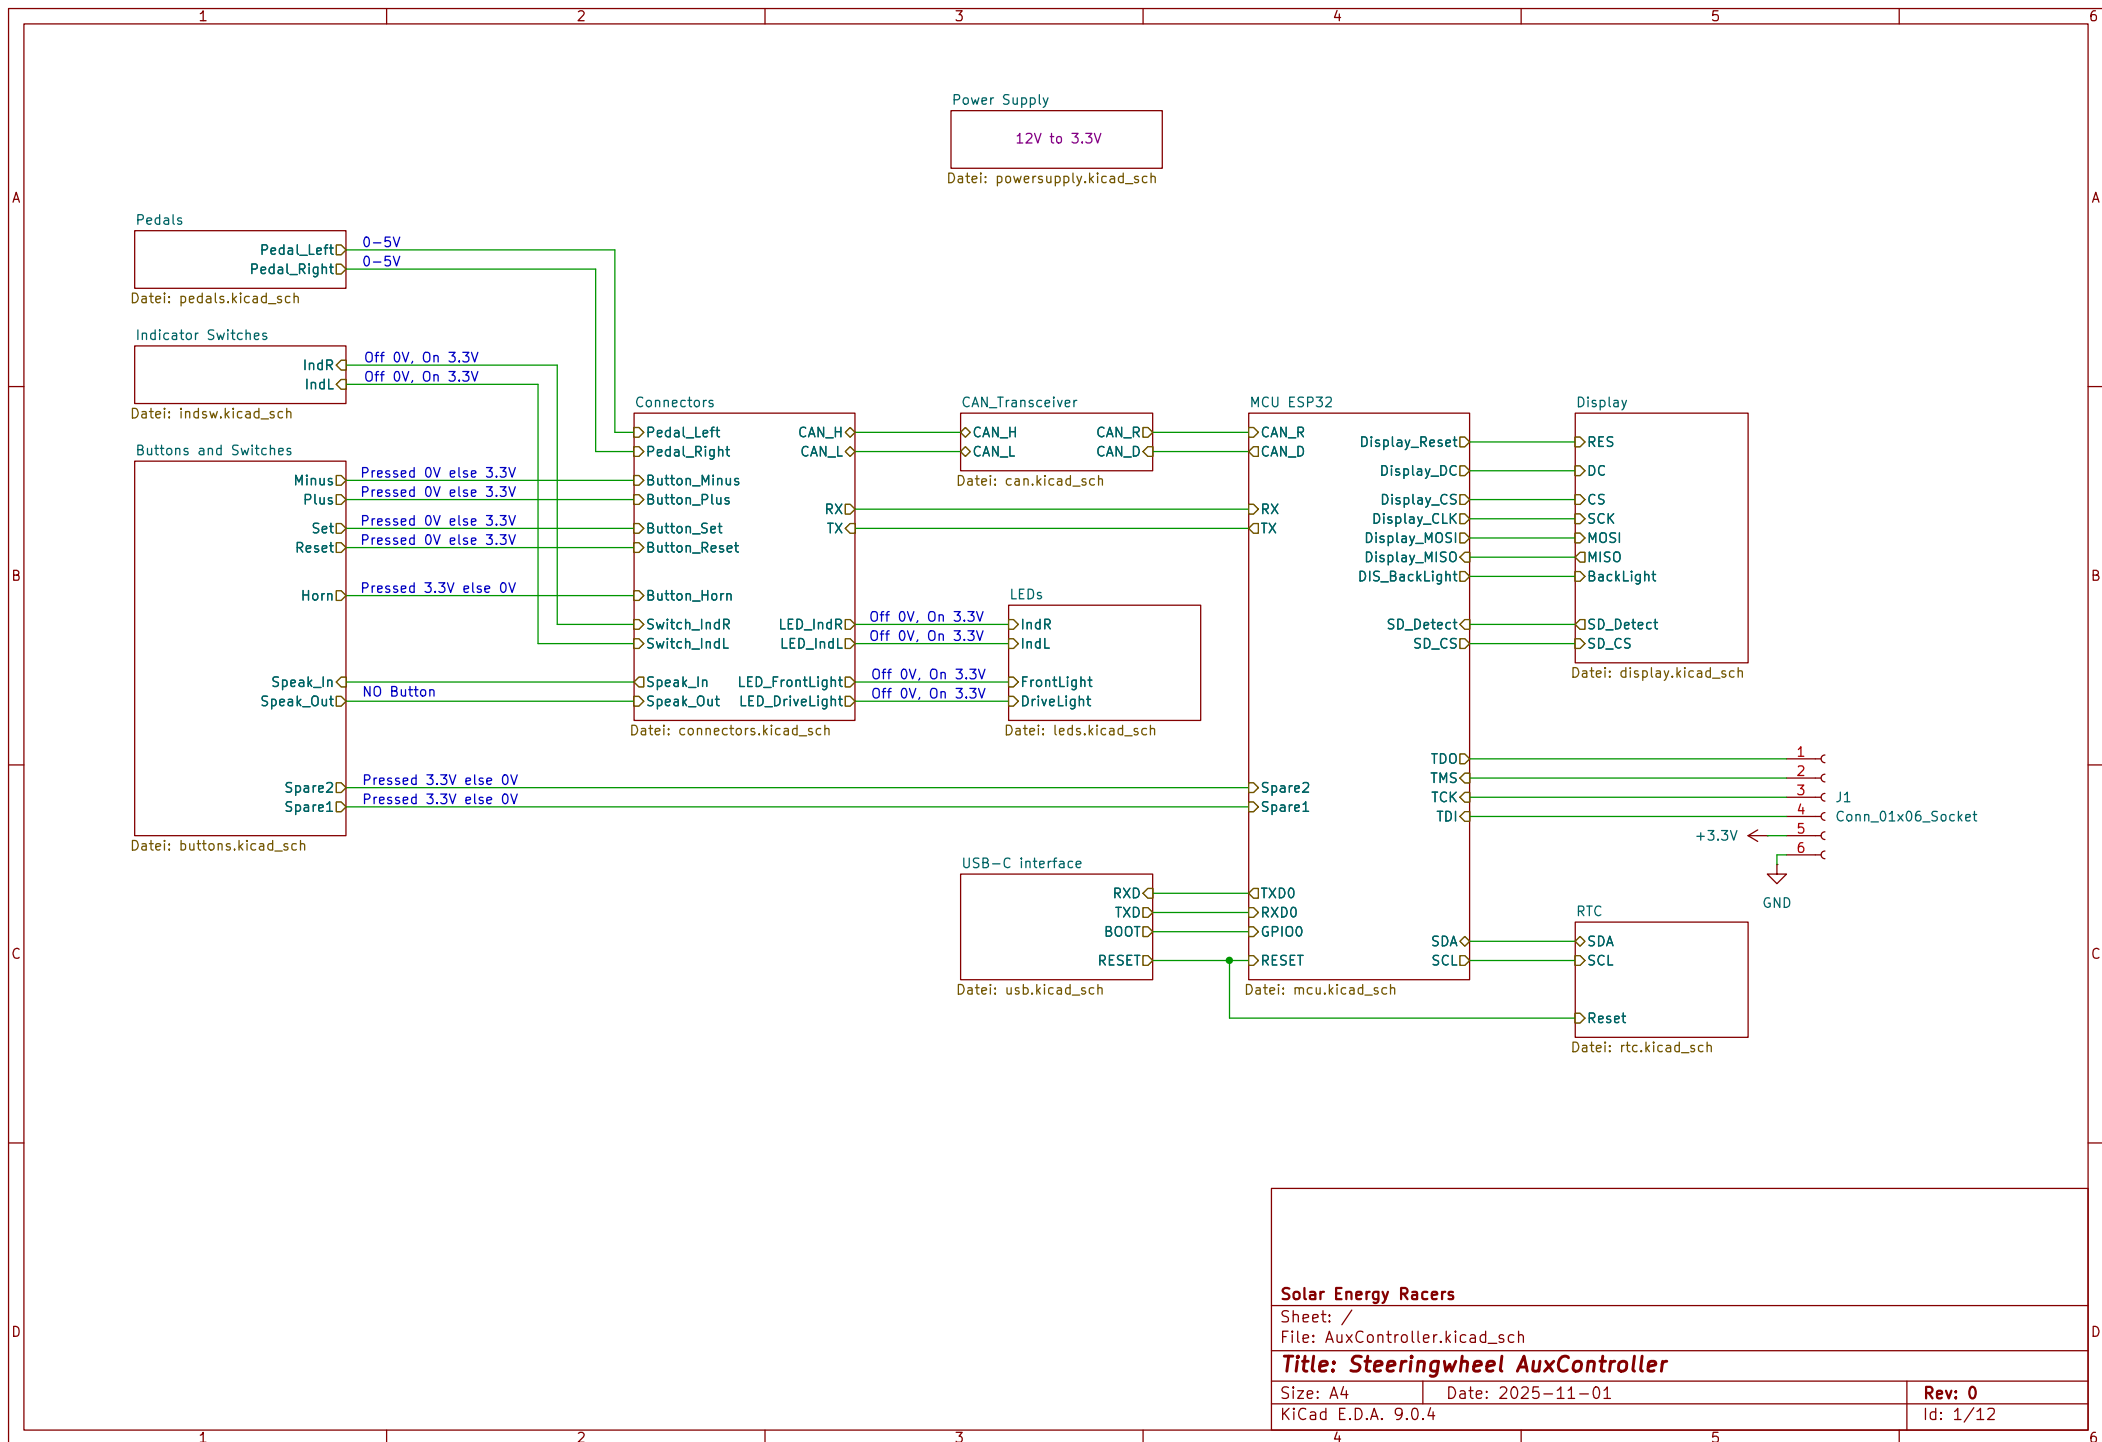 1 2 3 4 5 6
A A
B B
C C
D D
Power Supply
12V to 3.3V
Datei: powersupply.kicad_sch
Pedals
Pedal_Left 0-5V
Pedal_Right 0-5V
Datei: pedals.kicad_sch
Indicator Switches
IndR Off 0V, On 3.3V
IndL Off 0V, On 3.3V
Datei: indsw.kicad_sch
Buttons and Switches
Minus Pressed 0V else 3.3V
Plus Pressed 0V else 3.3V
Set Pressed 0V else 3.3V
Reset Pressed 0V else 3.3V
Horn Pressed 3.3V else 0V
Speak_In
Speak_Out NO Button
Spare2 Pressed 3.3V else 0V
Spare1 Pressed 3.3V else 0V
Datei: buttons.kicad_sch
Connectors
Pedal_Left CAN_H
Pedal_Right CAN_L
Button_Minus
Button_Plus
RX
Button_Set TX
Button_Reset
Button_Horn
Switch_IndR LED_IndR Off 0V, On 3.3V
Switch_IndL LED_IndL Off 0V, On 3.3V
Speak_In LED_FrontLight Off 0V, On 3.3V
Speak_Out LED_DriveLight Off 0V, On 3.3V
Datei: connectors.kicad_sch
CAN_Transceiver
CAN_H CAN_R
CAN_L CAN_D
Datei: can.kicad_sch
LEDs
IndR
IndL
FrontLight
DriveLight
Datei: leds.kicad_sch
USB-C interface
RXD
TXD
BOOT
RESET
Datei: usb.kicad_sch
MCU ESP32
CAN_R Display_Reset
CAN_D
Display_DC
Display_CS
RX Display_CLK
TX Display_MOSI
Display_MISO
DIS_BackLight
SD_Detect
SD_CS
TDO
TMS
Spare2 TCK
Spare1 TDI
TXD0
RXD0
GPIO0 SDA
RESET SCL
Datei: mcu.kicad_sch
Display
RES
DC
CS
SCK
MOSI
MISO
BackLight
SD_Detect
SD_CS
Datei: display.kicad_sch
1
2
3 J1
4 Conn_01x06_Socket
+3.3V 5
6
GND
RTC
SDA
SCL
Reset
Datei: rtc.kicad_sch
Solar Energy Racers
Sheet: /
File: AuxController.kicad_sch
Title: Steeringwheel AuxController
Size: A4 Date: 2025-11-01 Rev: 0
KiCad E.D.A. 9.0.4 Id: 1/12
1 2 3 4 5 6